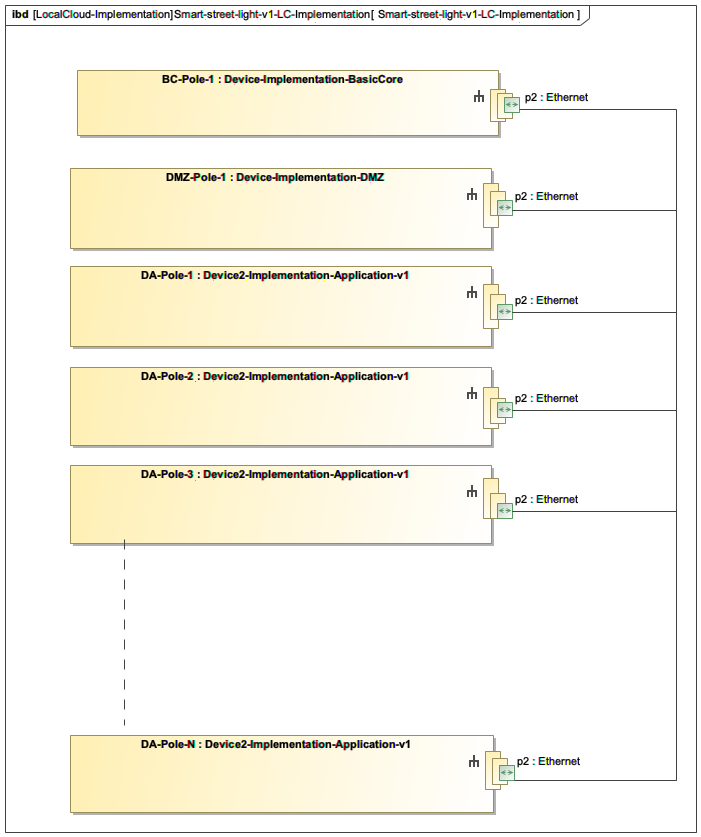 ibd [LocalCloud-Implementation]Smart-street-light-v1-LC-Implementation[ Smart-street-light-v1-LC-Implementation ]
BC-Pole-1 : Device-Implementation-BasicCore
p2 : Ethernet
DMZ-Pole-1 : Device-Implementation-DMZ
p2 : Ethernet
DA-Pole-1 : Device2-Implementation-Application-v1
p2 : Ethernet
DA-Pole-2 : Device2-Implementation-Application-v1
p2 : Ethernet
DA-Pole-3 : Device2-Implementation-Application-v1
p2 : Ethernet
DA-Pole-N : Device2-Implementation-Application-v1
p2 : Ethernet